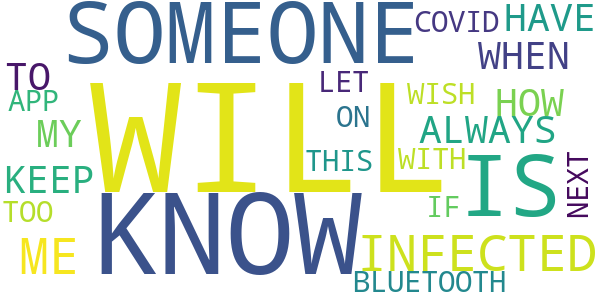 SOMEONE
COVID
HAVE
WHEN
TO
LET
WISH
HOW
APP
WILL
ON
MY
ALWAYS
THIS
WITH
IS
NEXT
KEEP
TOO
KNOW
IF
ME
INFECTED
BLUETOOTH